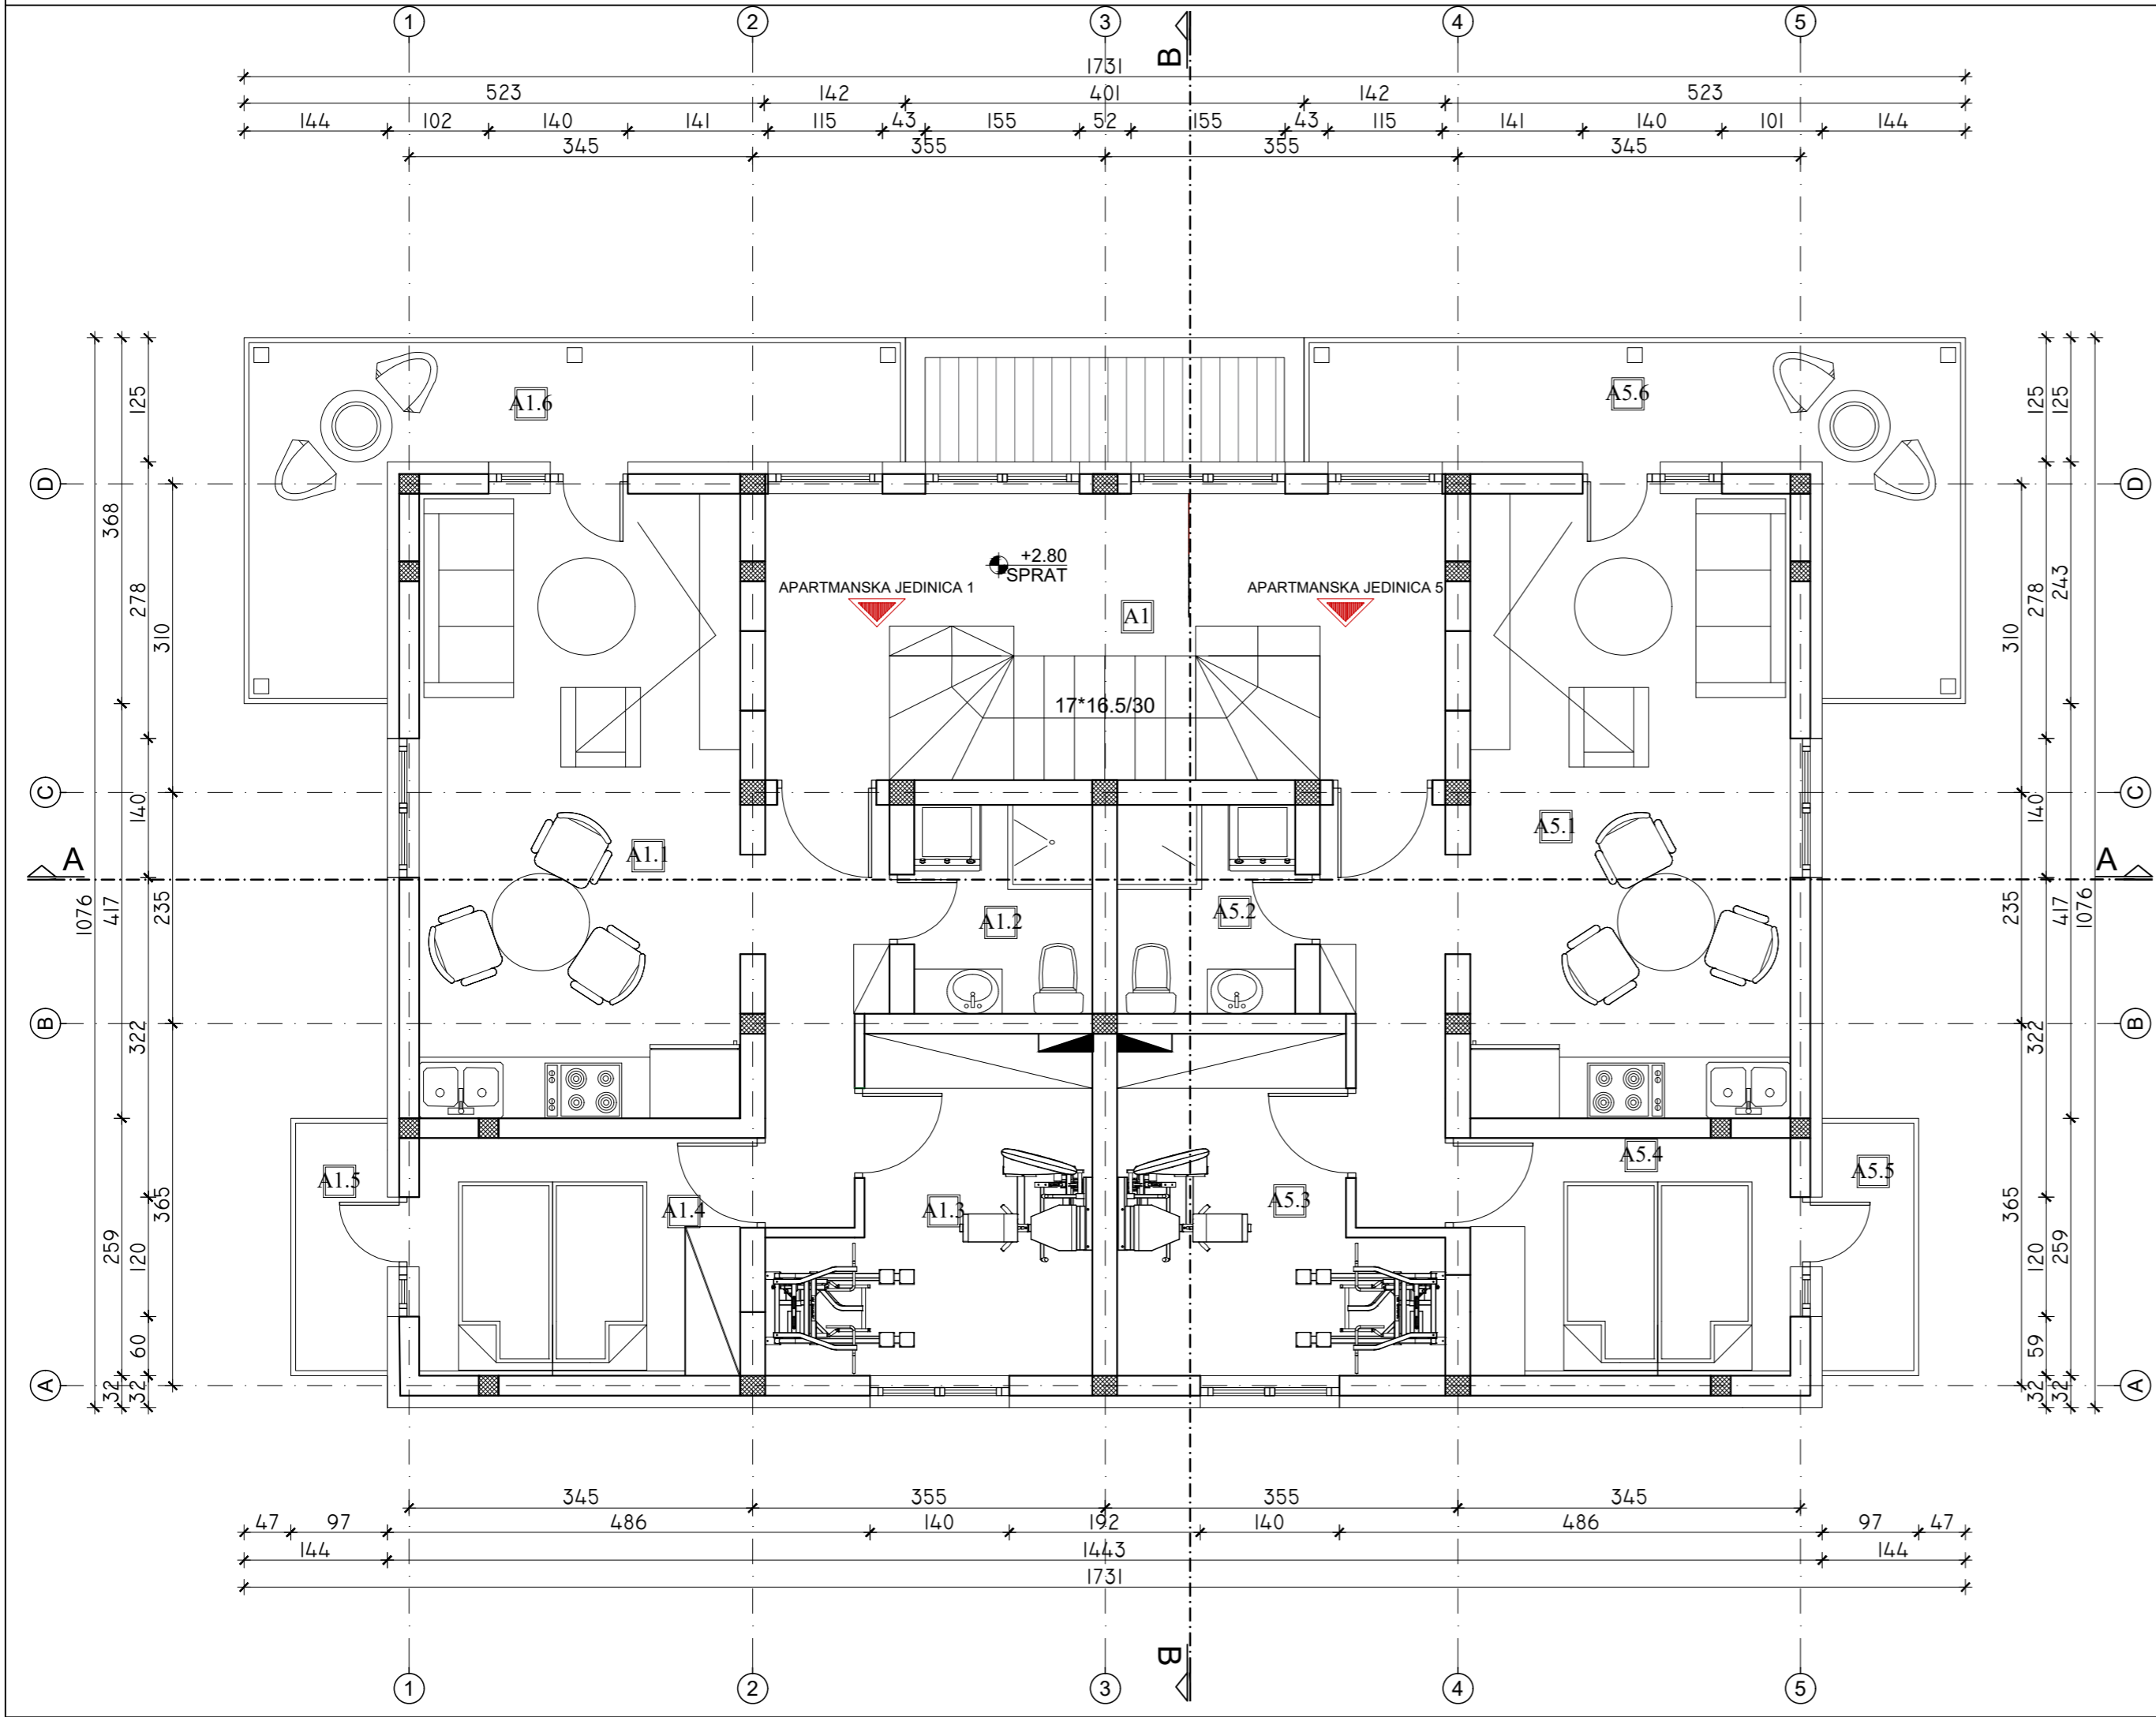 1 2 3 4 5
B
1731
523 142 401 142 523
144 102 140 141 115 43 155 52 155 43 115 141 140 101 144
345 355 355 345
A1.6 A5.6
125 125 125
D D
368 278 310 310 278 243
+2.80
SPRAT
APARTMANSKA JEDINICA 1 APARTMANSKA JEDINICA 5
A1
17*16.5/30
C C
A1.1 A5.1
140 140
A A
1076 417 235 235 417 1076
A1.2 A5.2
B B
322 322
A1.5 A1.4 A1.3 A5.3 A5.4 A5.5
365 365
259 120 120 259
60 59
32 32 32 32
A A
345 355 355 345
47 97 486 140 192 140 486 97 47
144 1443 144
1731
B
1 2 3 4 5